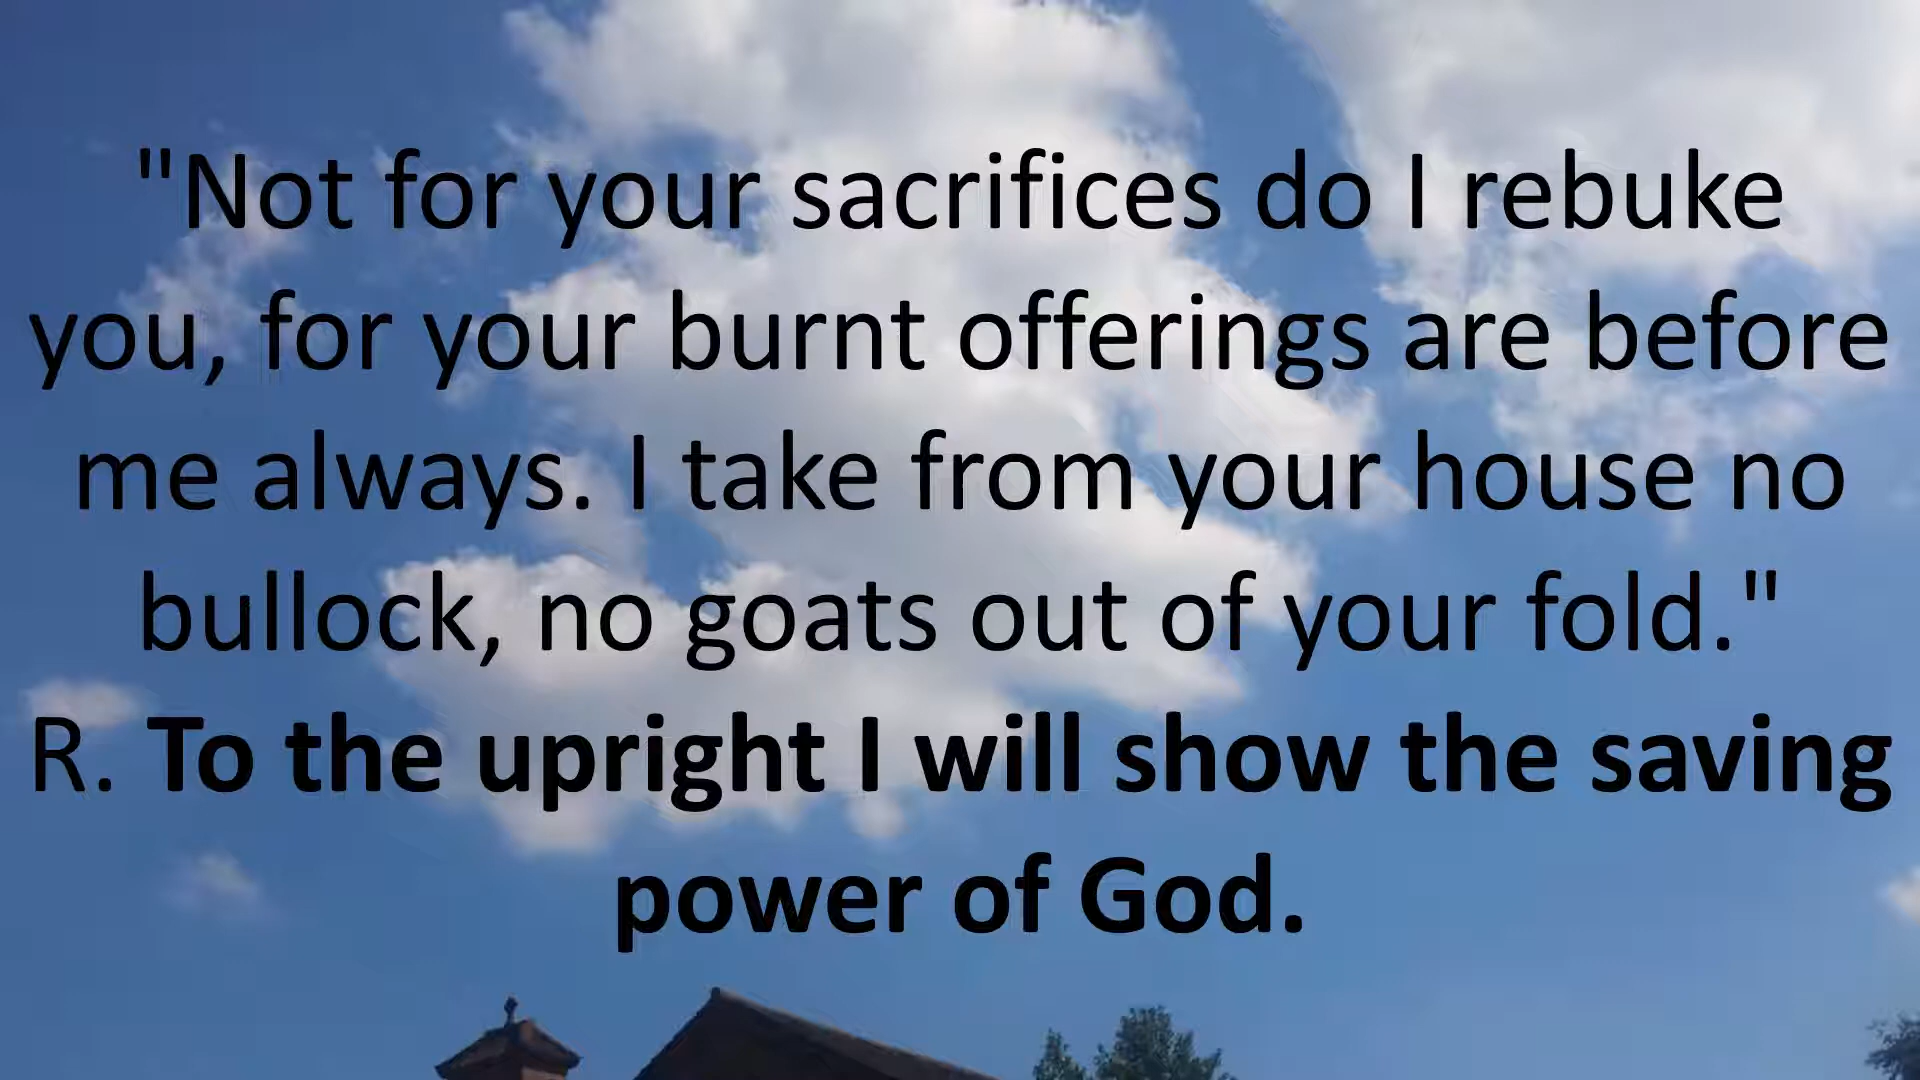 "Not for your sacrifices do I rebuke
you, for your burnt offerings are before
me always. I take from your house no
bullock, no goats out of your fold."
R. To the upright I will show the saving
power of God.